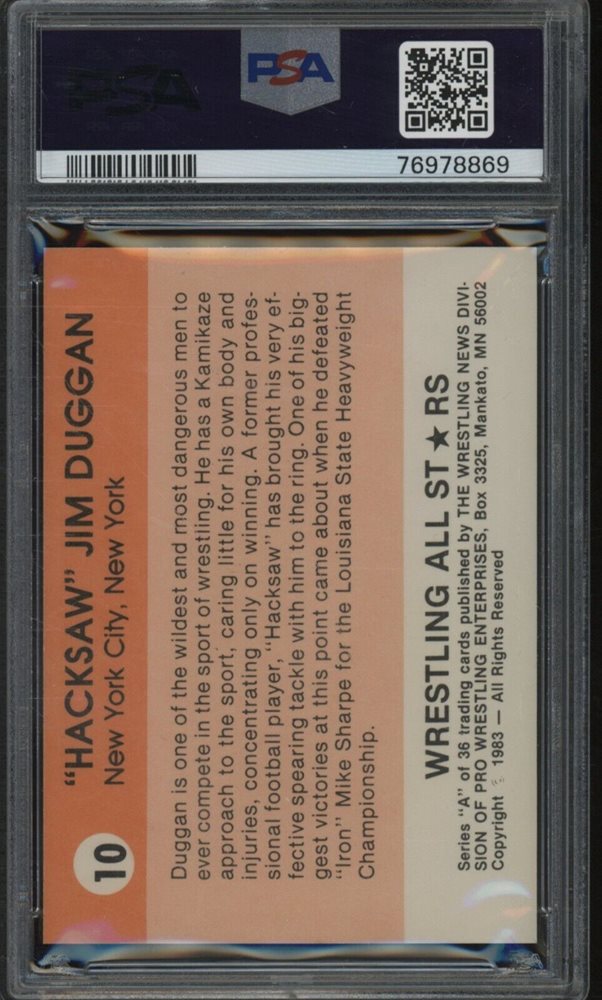 PSA
PSA
76978869
10
"HACKSAW" JIM DUGGAN
New York City, New York
Duggan is one of the wildest and most dangerous men to
ever compete in the sport of wrestling. He has a Kamikaze
approach to the sport, caring little for his own body and
injuries, concentrating only on winning. A former profes-
sional football player, "Hacksaw" has brought his very ef-
fective spearing tackle with him to the ring. One of his big-
gest victories at this point came about when he defeated
"Iron" Mike Sharpe for the Louisiana State Heavyweight
Championship.
WRESTLING ALL ST★RS
Series "A" of 36 trading cards published by THE WRESTLING NEWS DIVI-
SION OF PRO WRESTLING ENTERPRISES, Box 3325, Mankato, MN 56002
Copyright © 1983 — All Rights Reserved